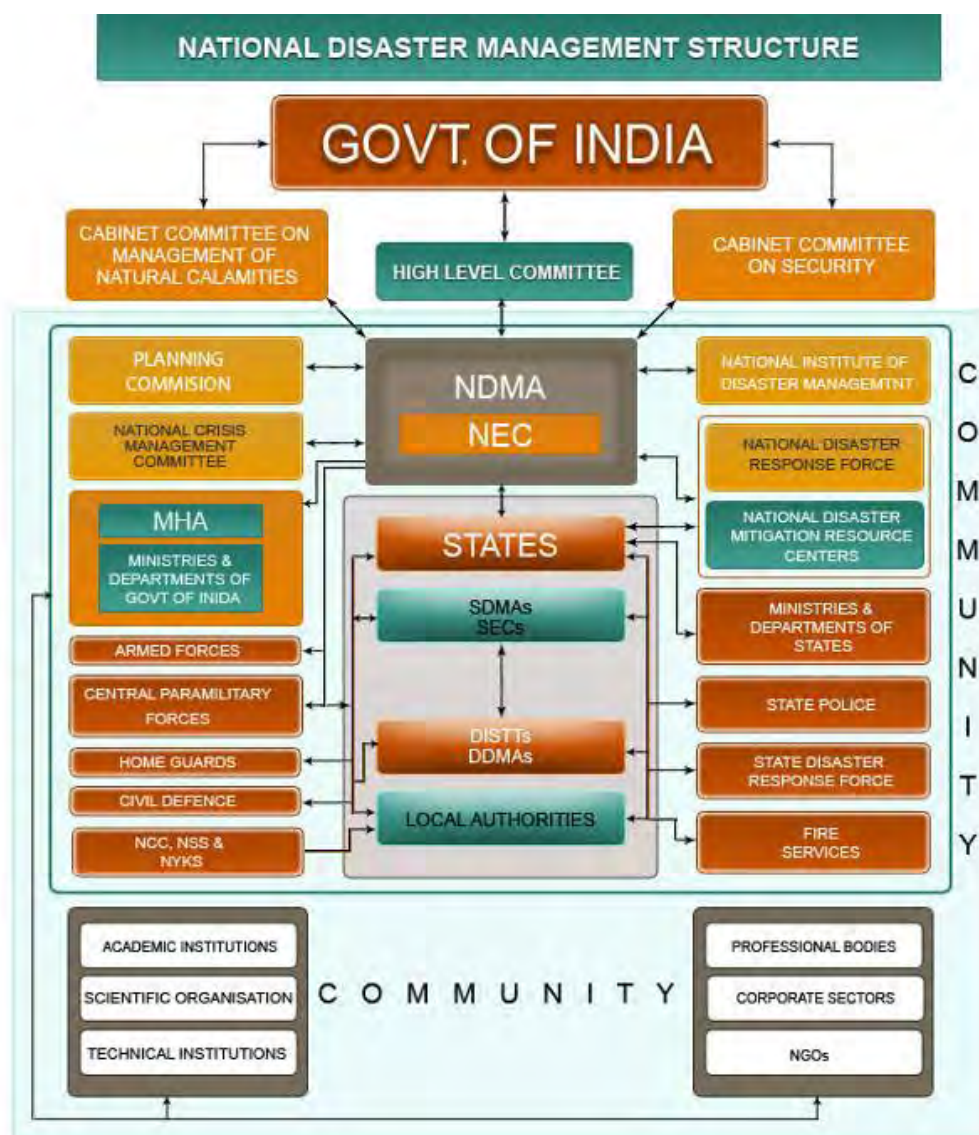 NATIONAL DISASTER MANAGEMENT STRUCTURE
GOVT. OF INDIA
CABINET COMMITTEE ON
MANAGEMENT OF
NATURAL CALAMITIES
HIGH LEVEL COMMITTEE
CABINET COMMITTEE
ON SECURITY
PLANNING
COMMISION
NATIONAL CRISIS
MANAGEMENT
COMMITTEE
MHA
MINISTRIES &
DEPARTMENTS OF
GOVT OF INIDA
ARMED FORCES
CENTRAL PARAMILITARY
FORCES
HOME GUARDS
CIVIL DEFENCE
NCC, NSS &
NYKS
NDMA
NEC
STATES
SDMAs
SECs
DISTTs
DDMAs
LOCAL AUTHORITIES
NATIONAL INSTITUTE OF
DISASTER MANAGEMTNT
NATIONAL DISASTER
RESPONSE FORCE
NATIONAL DISASTER
MITIGATION RESOURCE
CENTERS
MINISTRIES &
DEPARTMENTS OF
STATES
STATE POLICE
STATE DISASTER
RESPONSE FORCE
FIRE
SERVICES
COMMUNITY
ACADEMIC INSTITUTIONS
SCIENTIFIC ORGANISATION
TECHNICAL INSTITUTIONS
COMMUNITY
PROFESSIONAL BODIES
CORPORATE SECTORS
NGOs